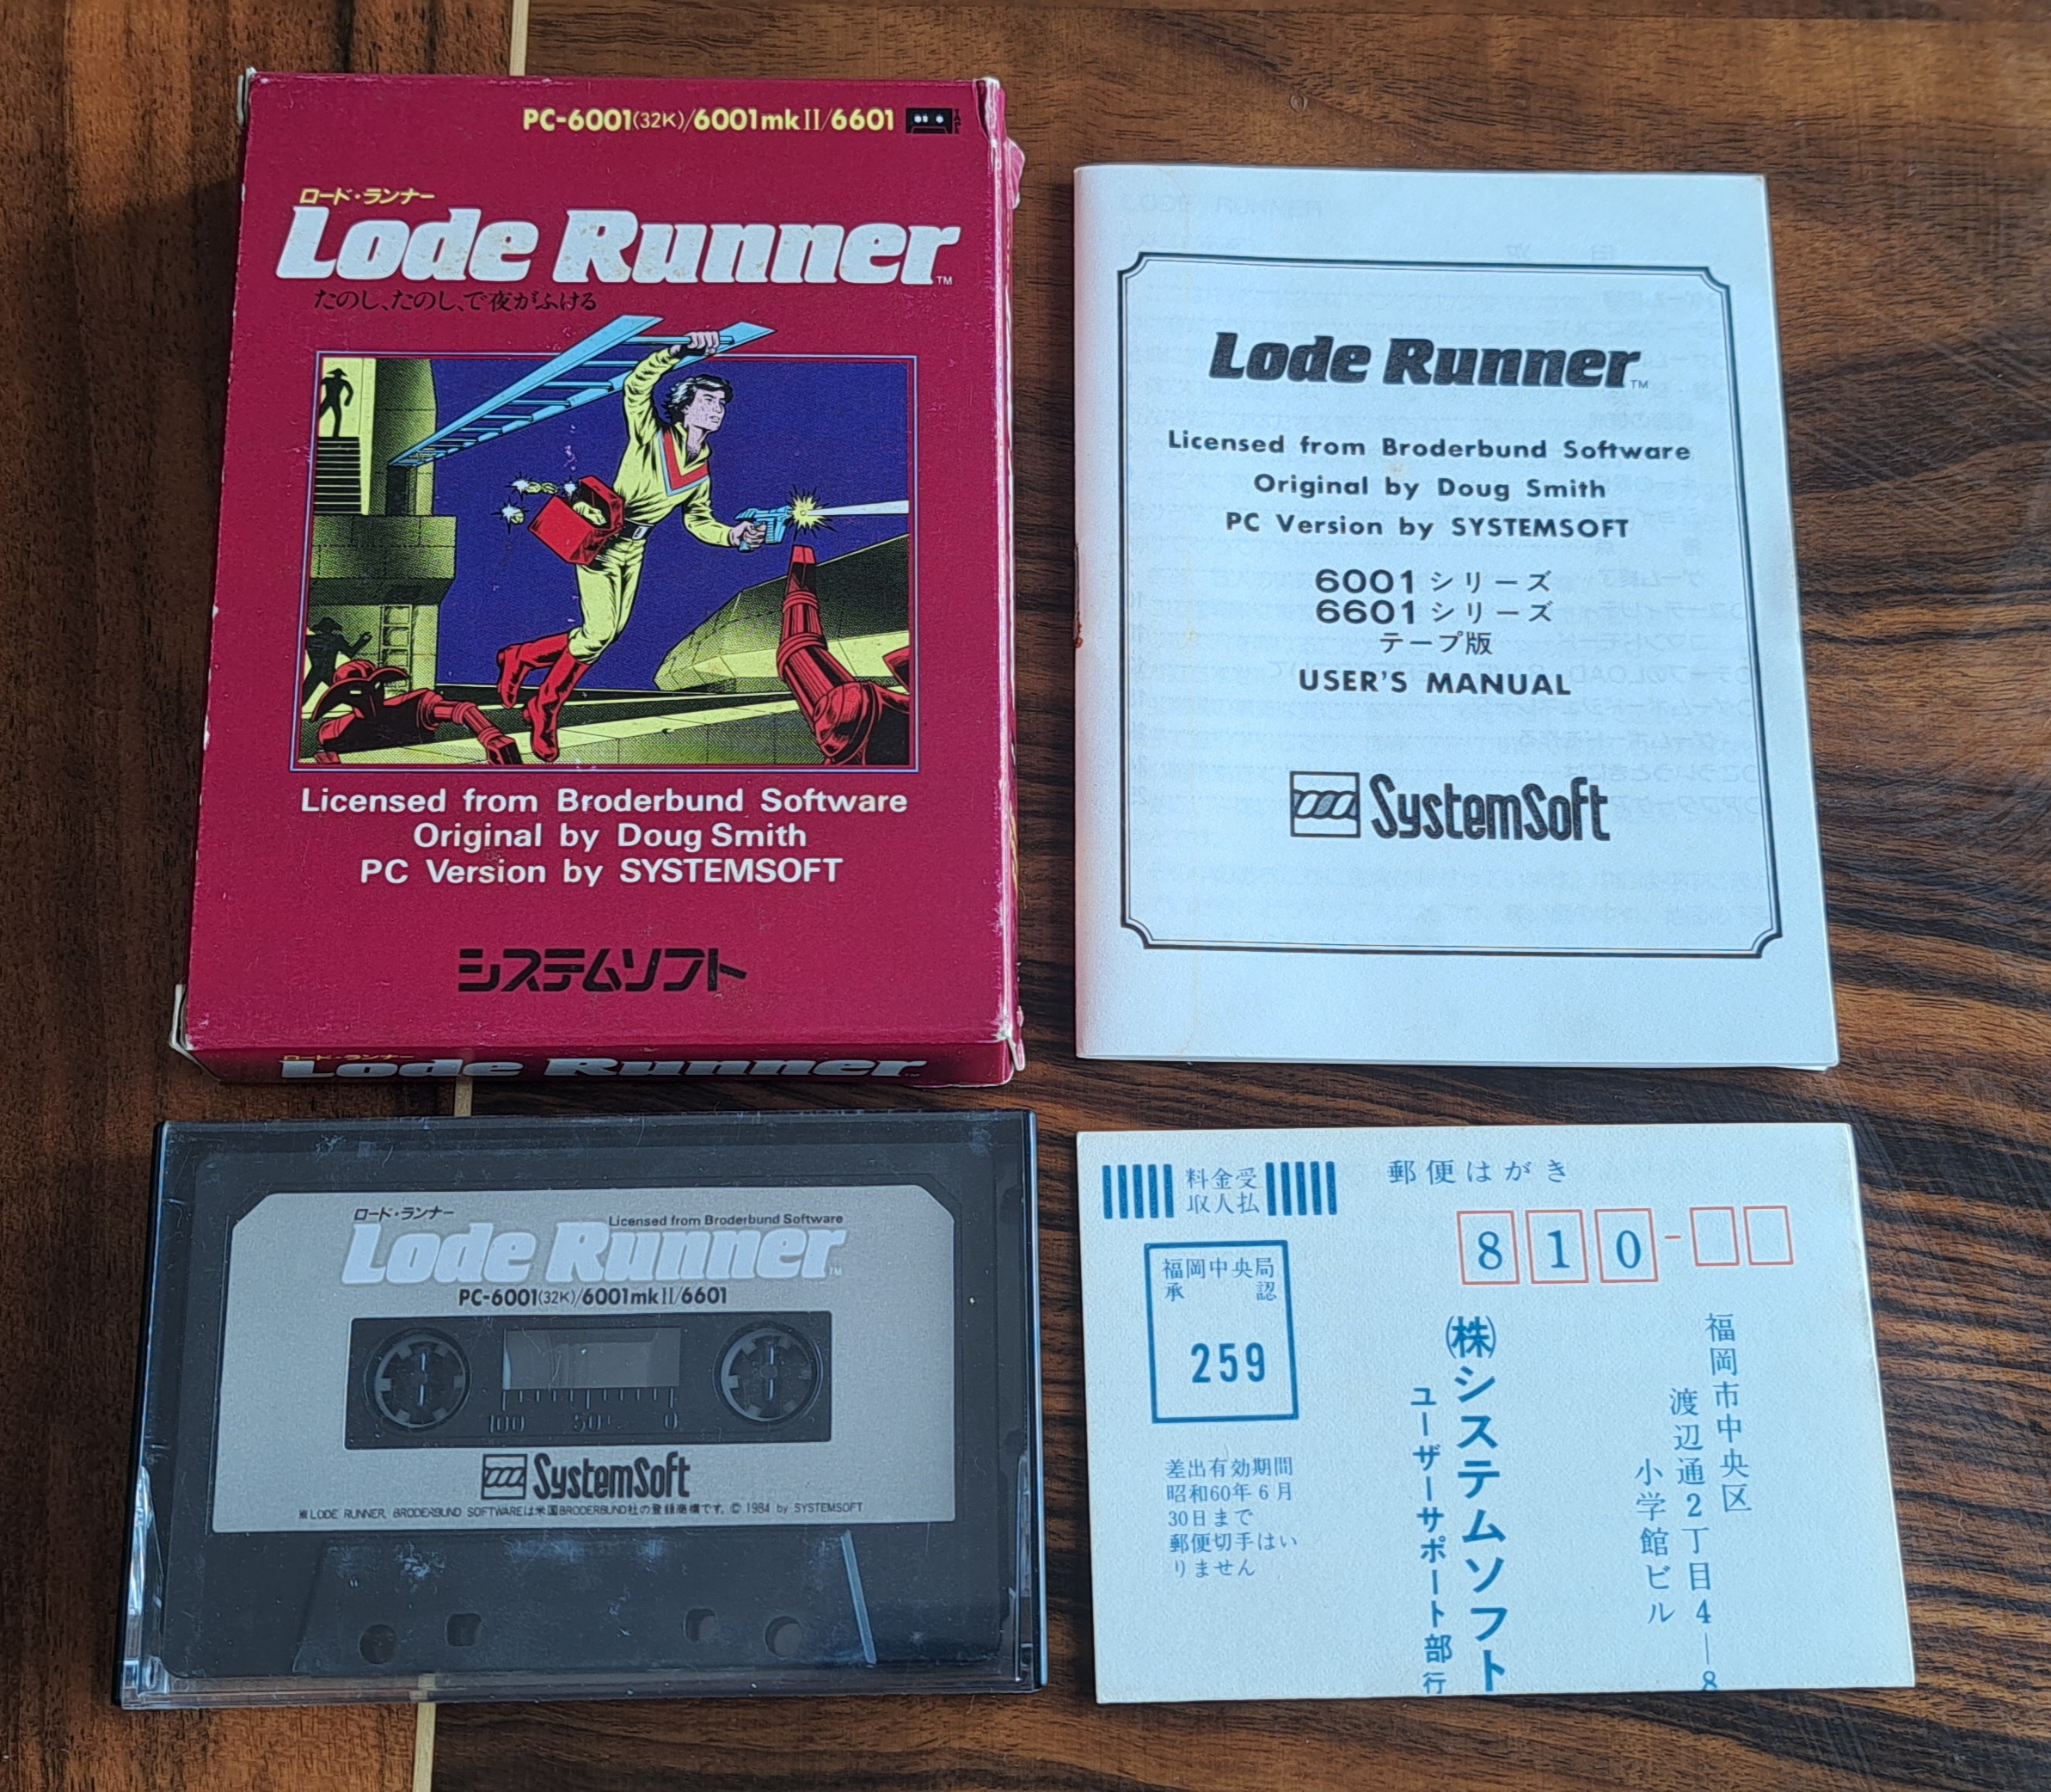 PC-6001(32K)/6001mkII/6601
TAPE
ロード・ランナー
Lode Runner™
たのし、たのし、で夜がふける
Licensed from Broderbund Software
Original by Doug Smith
PC Version by SYSTEMSOFT
システムソフト
ロード・ランナー
Lode Runner™
Lode Runner™
Licensed from Broderbund Software
Original by Doug Smith
PC Version by SYSTEMSOFT
6001シリーズ
6601シリーズ
テープ版
USER'S MANUAL
SystemSoft
ロード・ランナー
Licensed from Broderbund Software
Lode Runner™
PC-6001(32K)/6001mkII/6601
100 50 0
SystemSoft
※LODE RUNNER, BRODERBUND SOFTWAREは米国BRODERBUND社の登録商標です。© 1984 by SYSTEMSOFT
料金受
取人払
郵便はがき
810-
福岡中央局
承認
259
差出有効期間
昭和60年6月
30日まで
郵便切手はい
りません
福岡市中央区
渡辺通2丁目4―8
小学館ビル
(株)システムソフト
ユーザーサポート部行